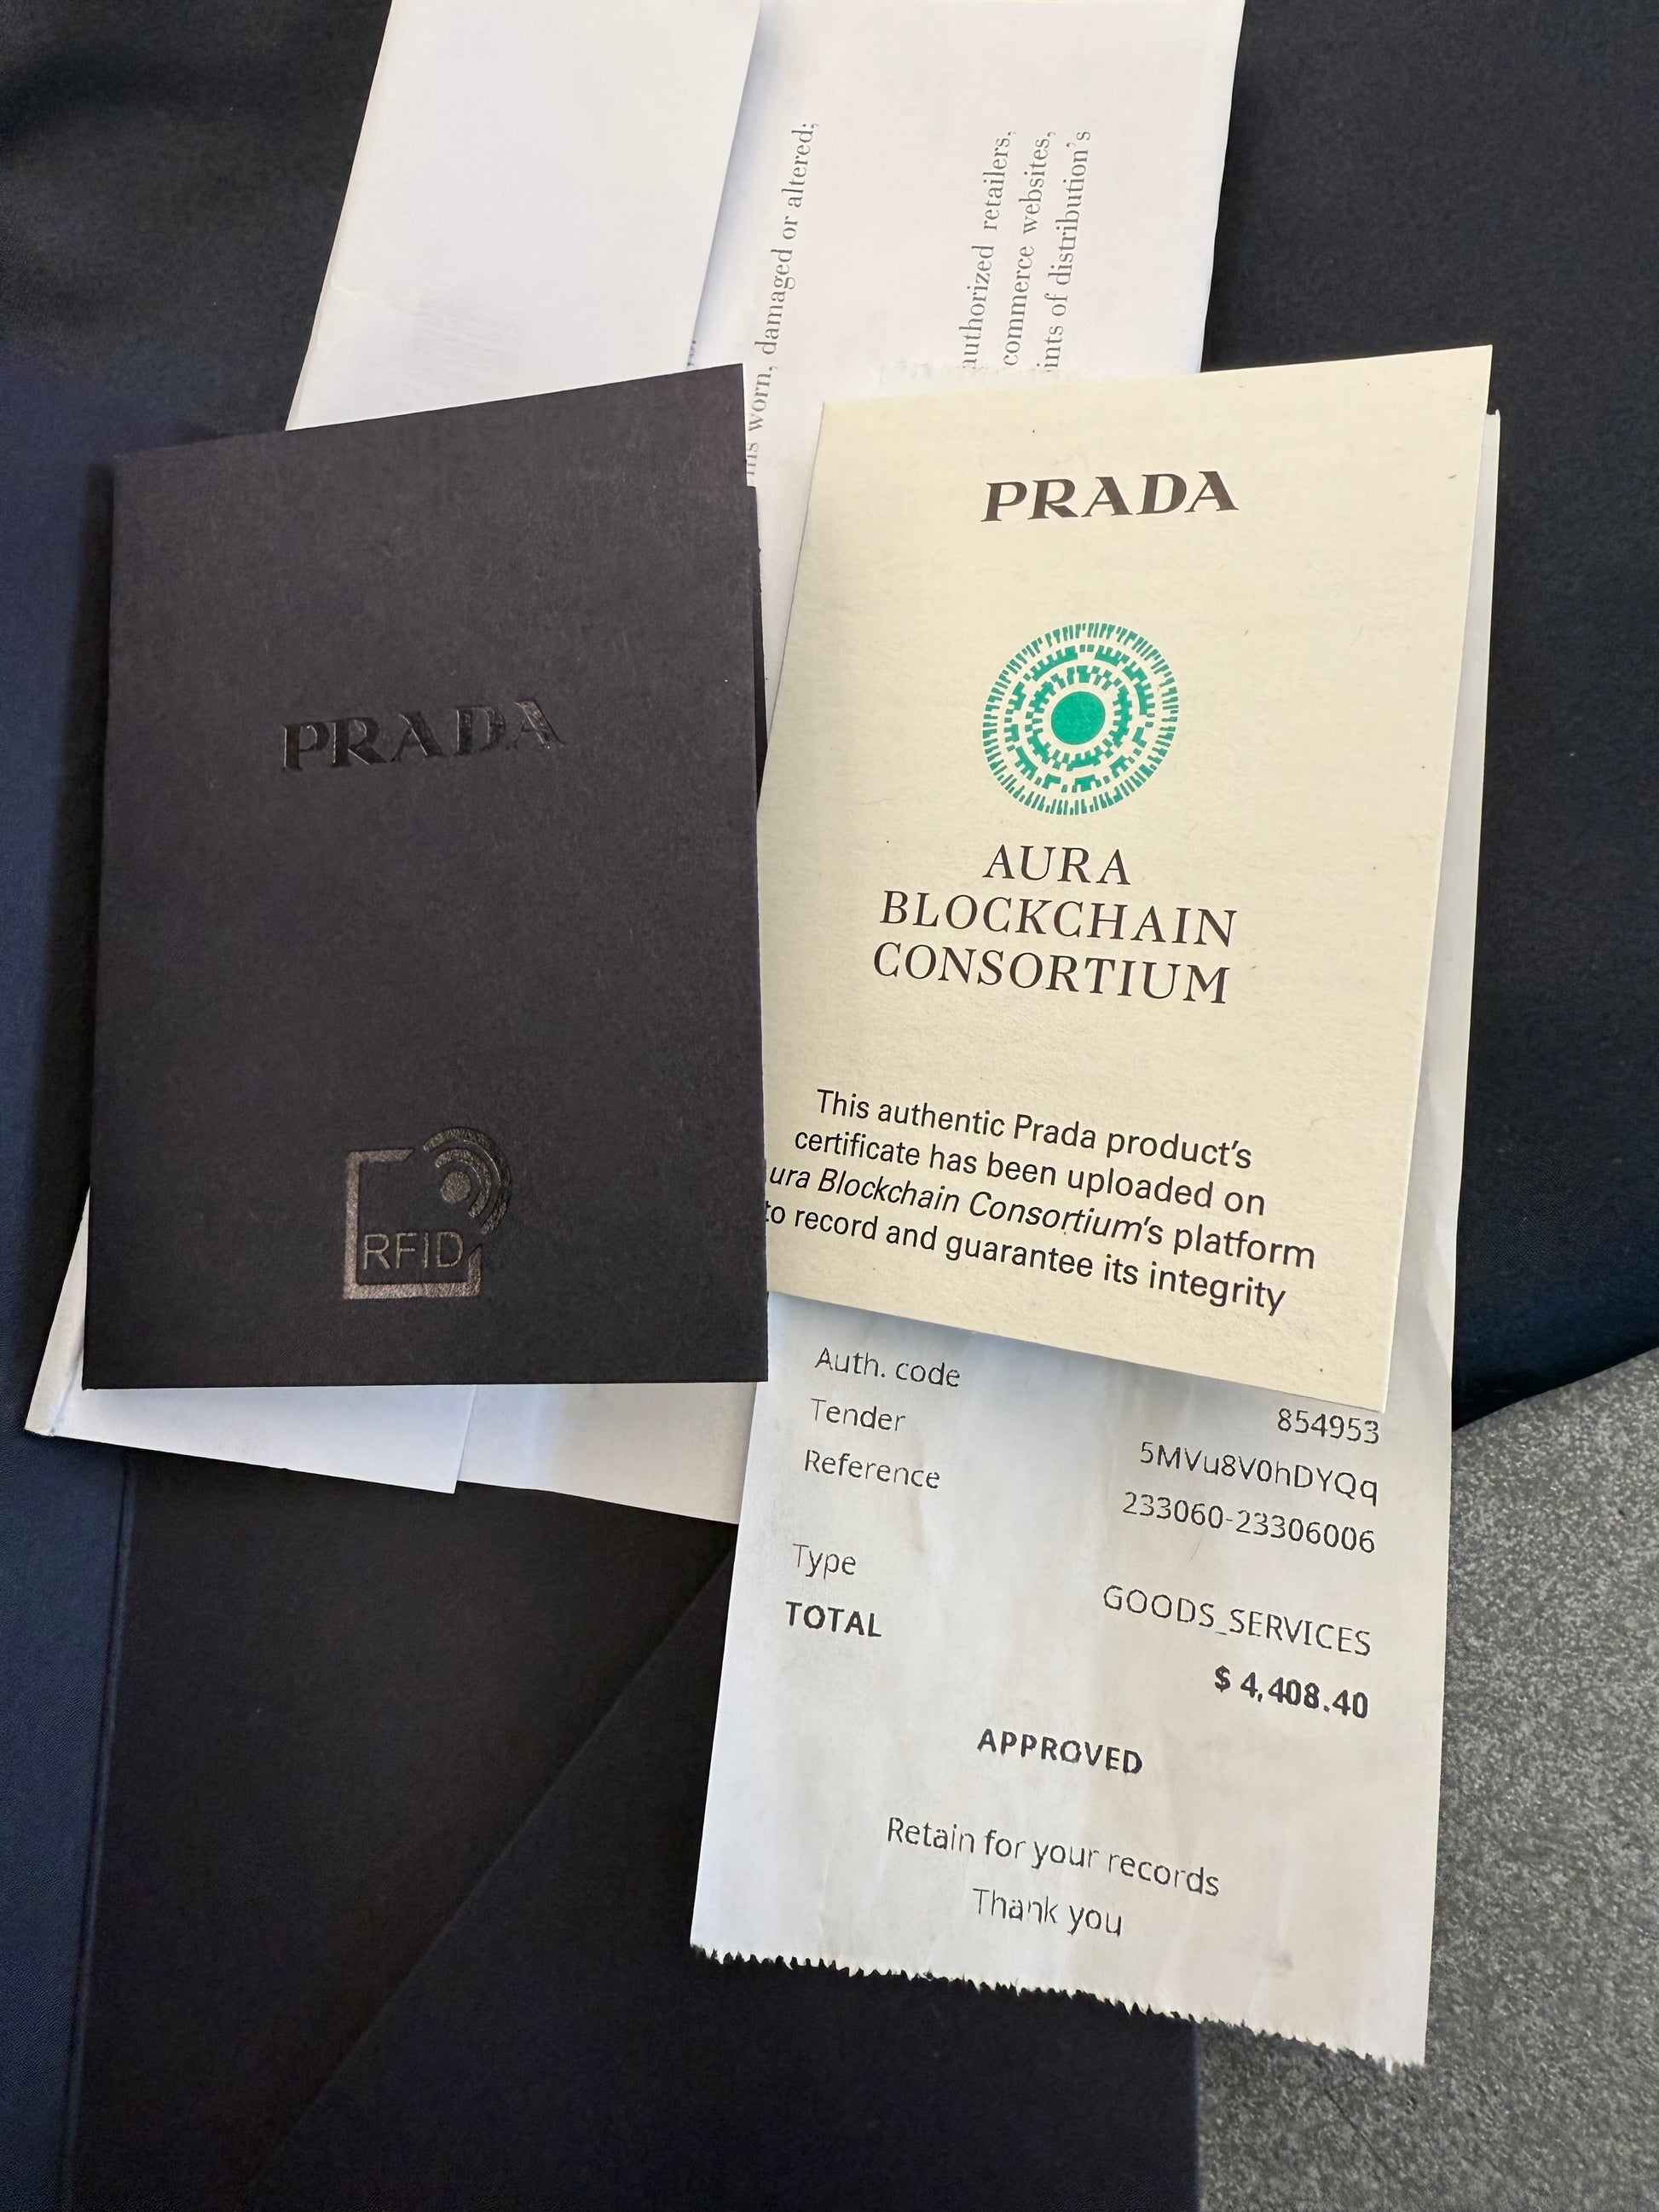 is worn, damaged or altered;
authorized retailers,
commerce websites,
ints of distribution's
PRADA
RFID
PRADA
AURA
BLOCKCHAIN
CONSORTIUM
This authentic Prada product's
certificate has been uploaded on
ura Blockchain Consortium's platform
to record and guarantee its integrity
Auth. code 854953
Tender 5MVu8V0hDYQq
Reference 233060-23306006
Type GOODS_SERVICES
TOTAL $ 4,408.40
APPROVED
Retain for your records
Thank you